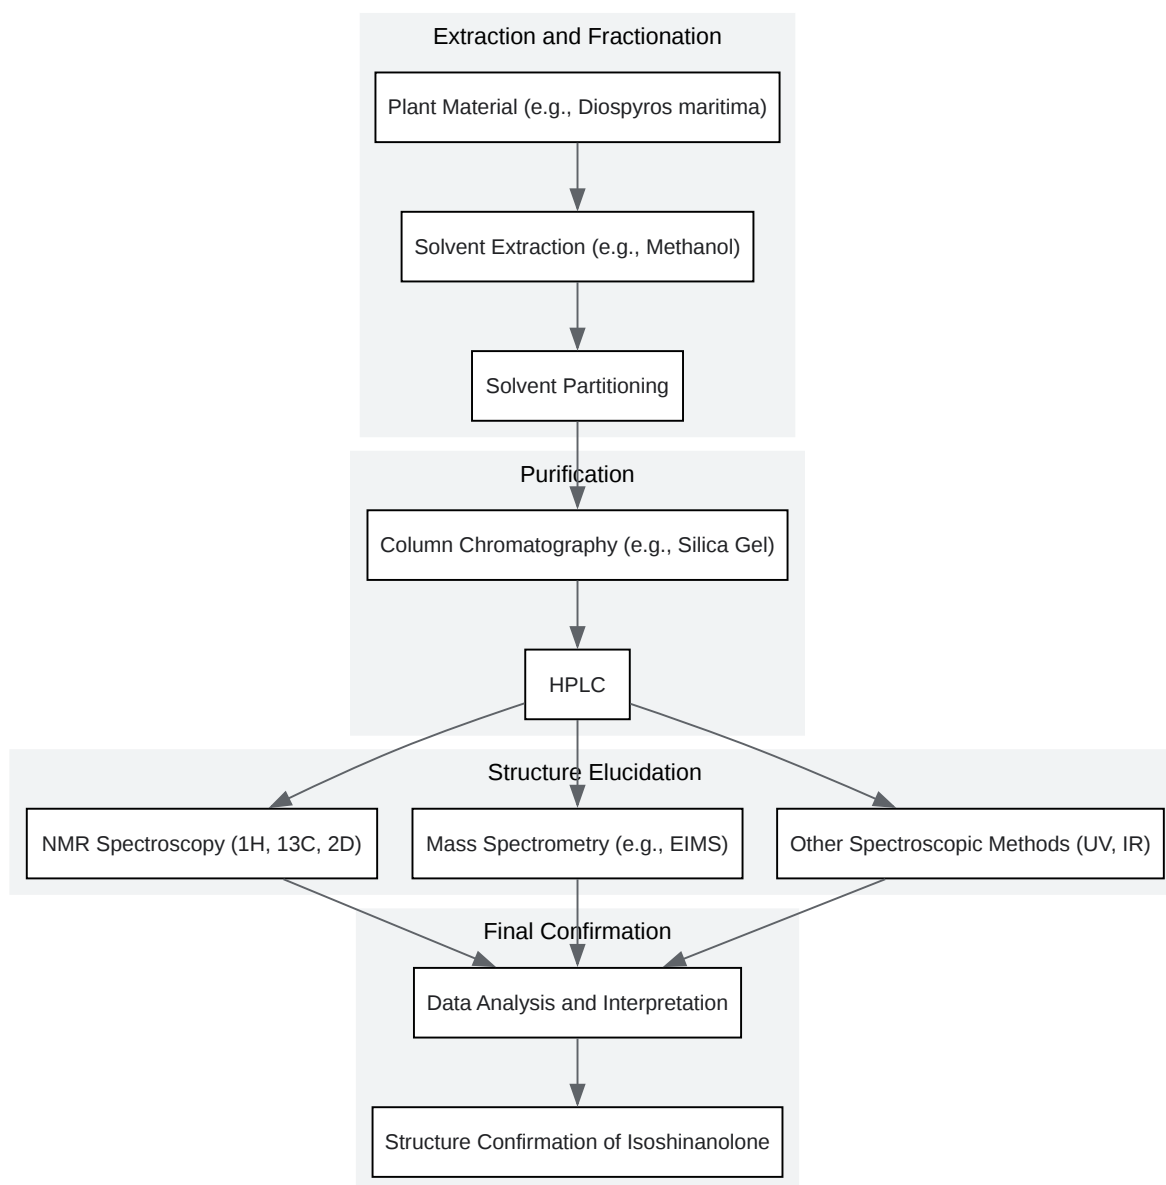 Extraction and Fractionation
Plant Material (e.g., Diospyros maritima)
Solvent Extraction (e.g., Methanol)
Solvent Partitioning
Purification
Column Chromatography (e.g., Silica Gel)
HPLC
Structure Elucidation
NMR Spectroscopy (1H, 13C, 2D)
Mass Spectrometry (e.g., EIMS)
Other Spectroscopic Methods (UV, IR)
Final Confirmation
Data Analysis and Interpretation
Structure Confirmation of Isoshinanolone